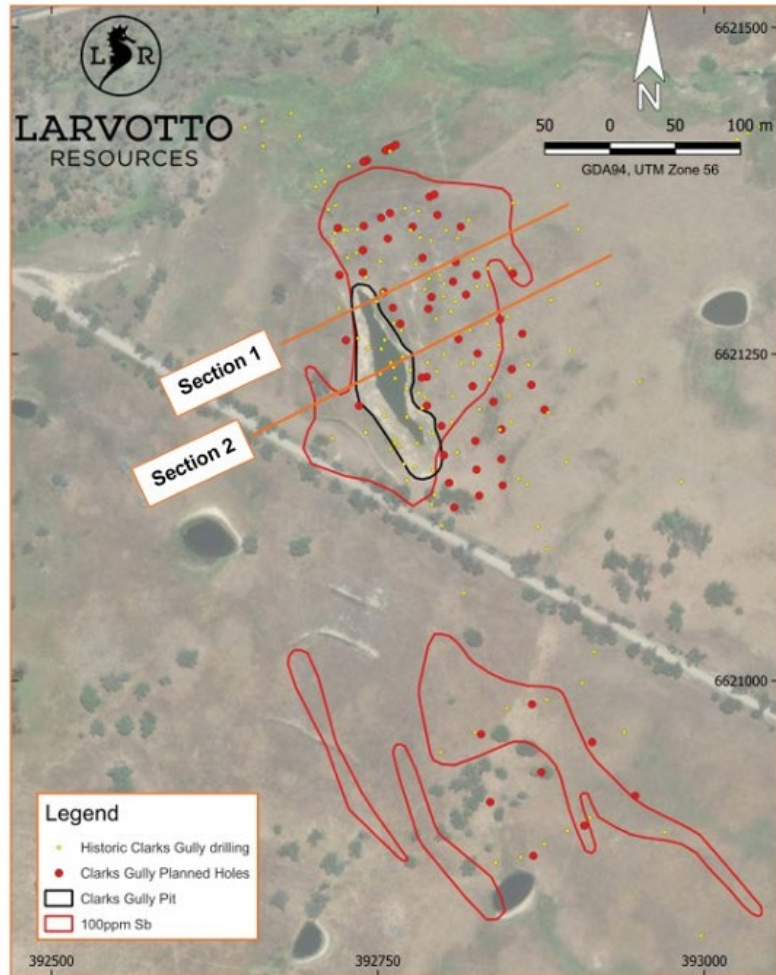 6621500
L R
LARVOTTO
RESOURCES
N
50 0 50 100 m
GDA94, UTM Zone 56
Section 1
6621250
Section 2
6621000
Legend
Historic Clarks Gully drilling
Clarks Gully Planned Holes
Clarks Gully Pit
100ppm Sb
392500 392750 393000